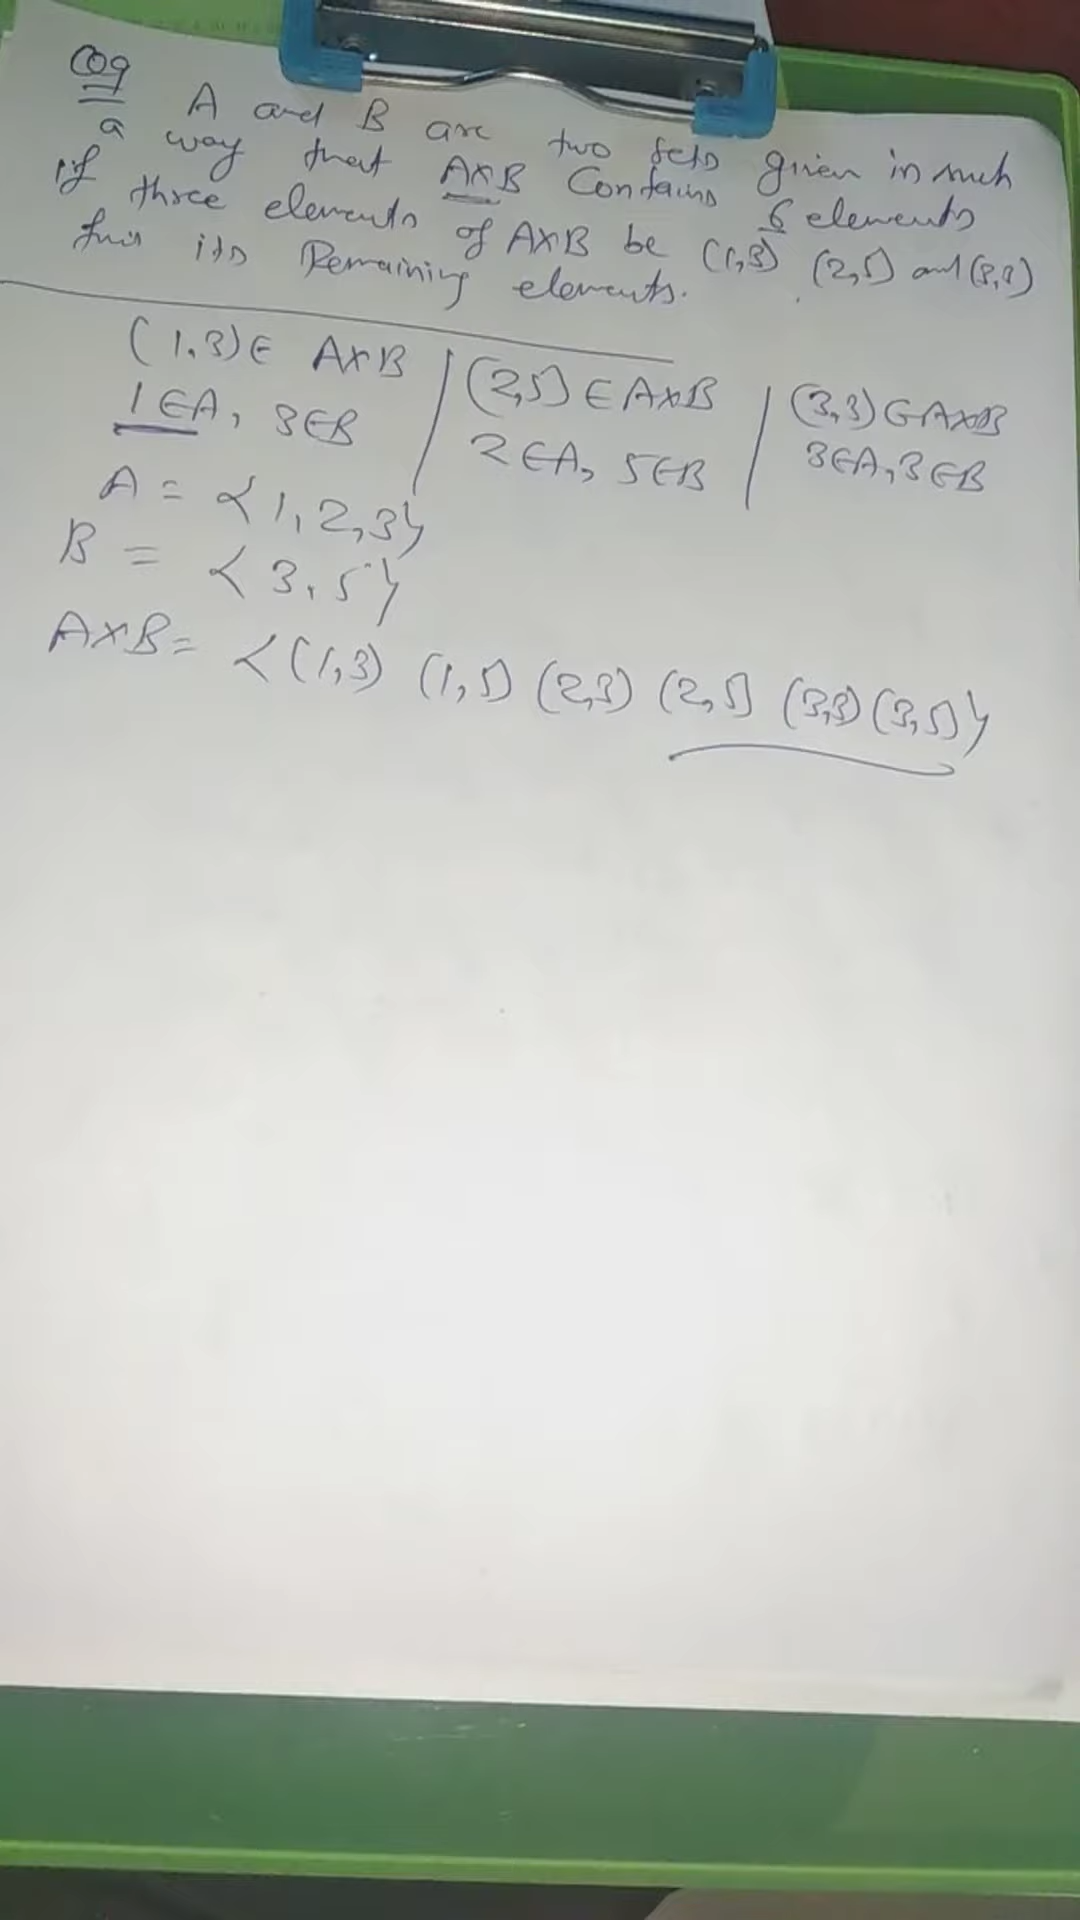 A and B are two sets given in such
a way that A×B Contains 6 elements
if three elements of A×B be (1,3) (2,5) and (3,3)
its Remaining elements.
(1,3)∈ A×B | (2,5)∈A×B | (3,3)∈A×B
1∈A, 3∈B 2∈A, 5∈B 3∈A, 3∈B
A = {1,2,3}
B = {3,5}
A×B= {(1,3) (1,5) (2,3) (2,5) (3,3) (3,5)}